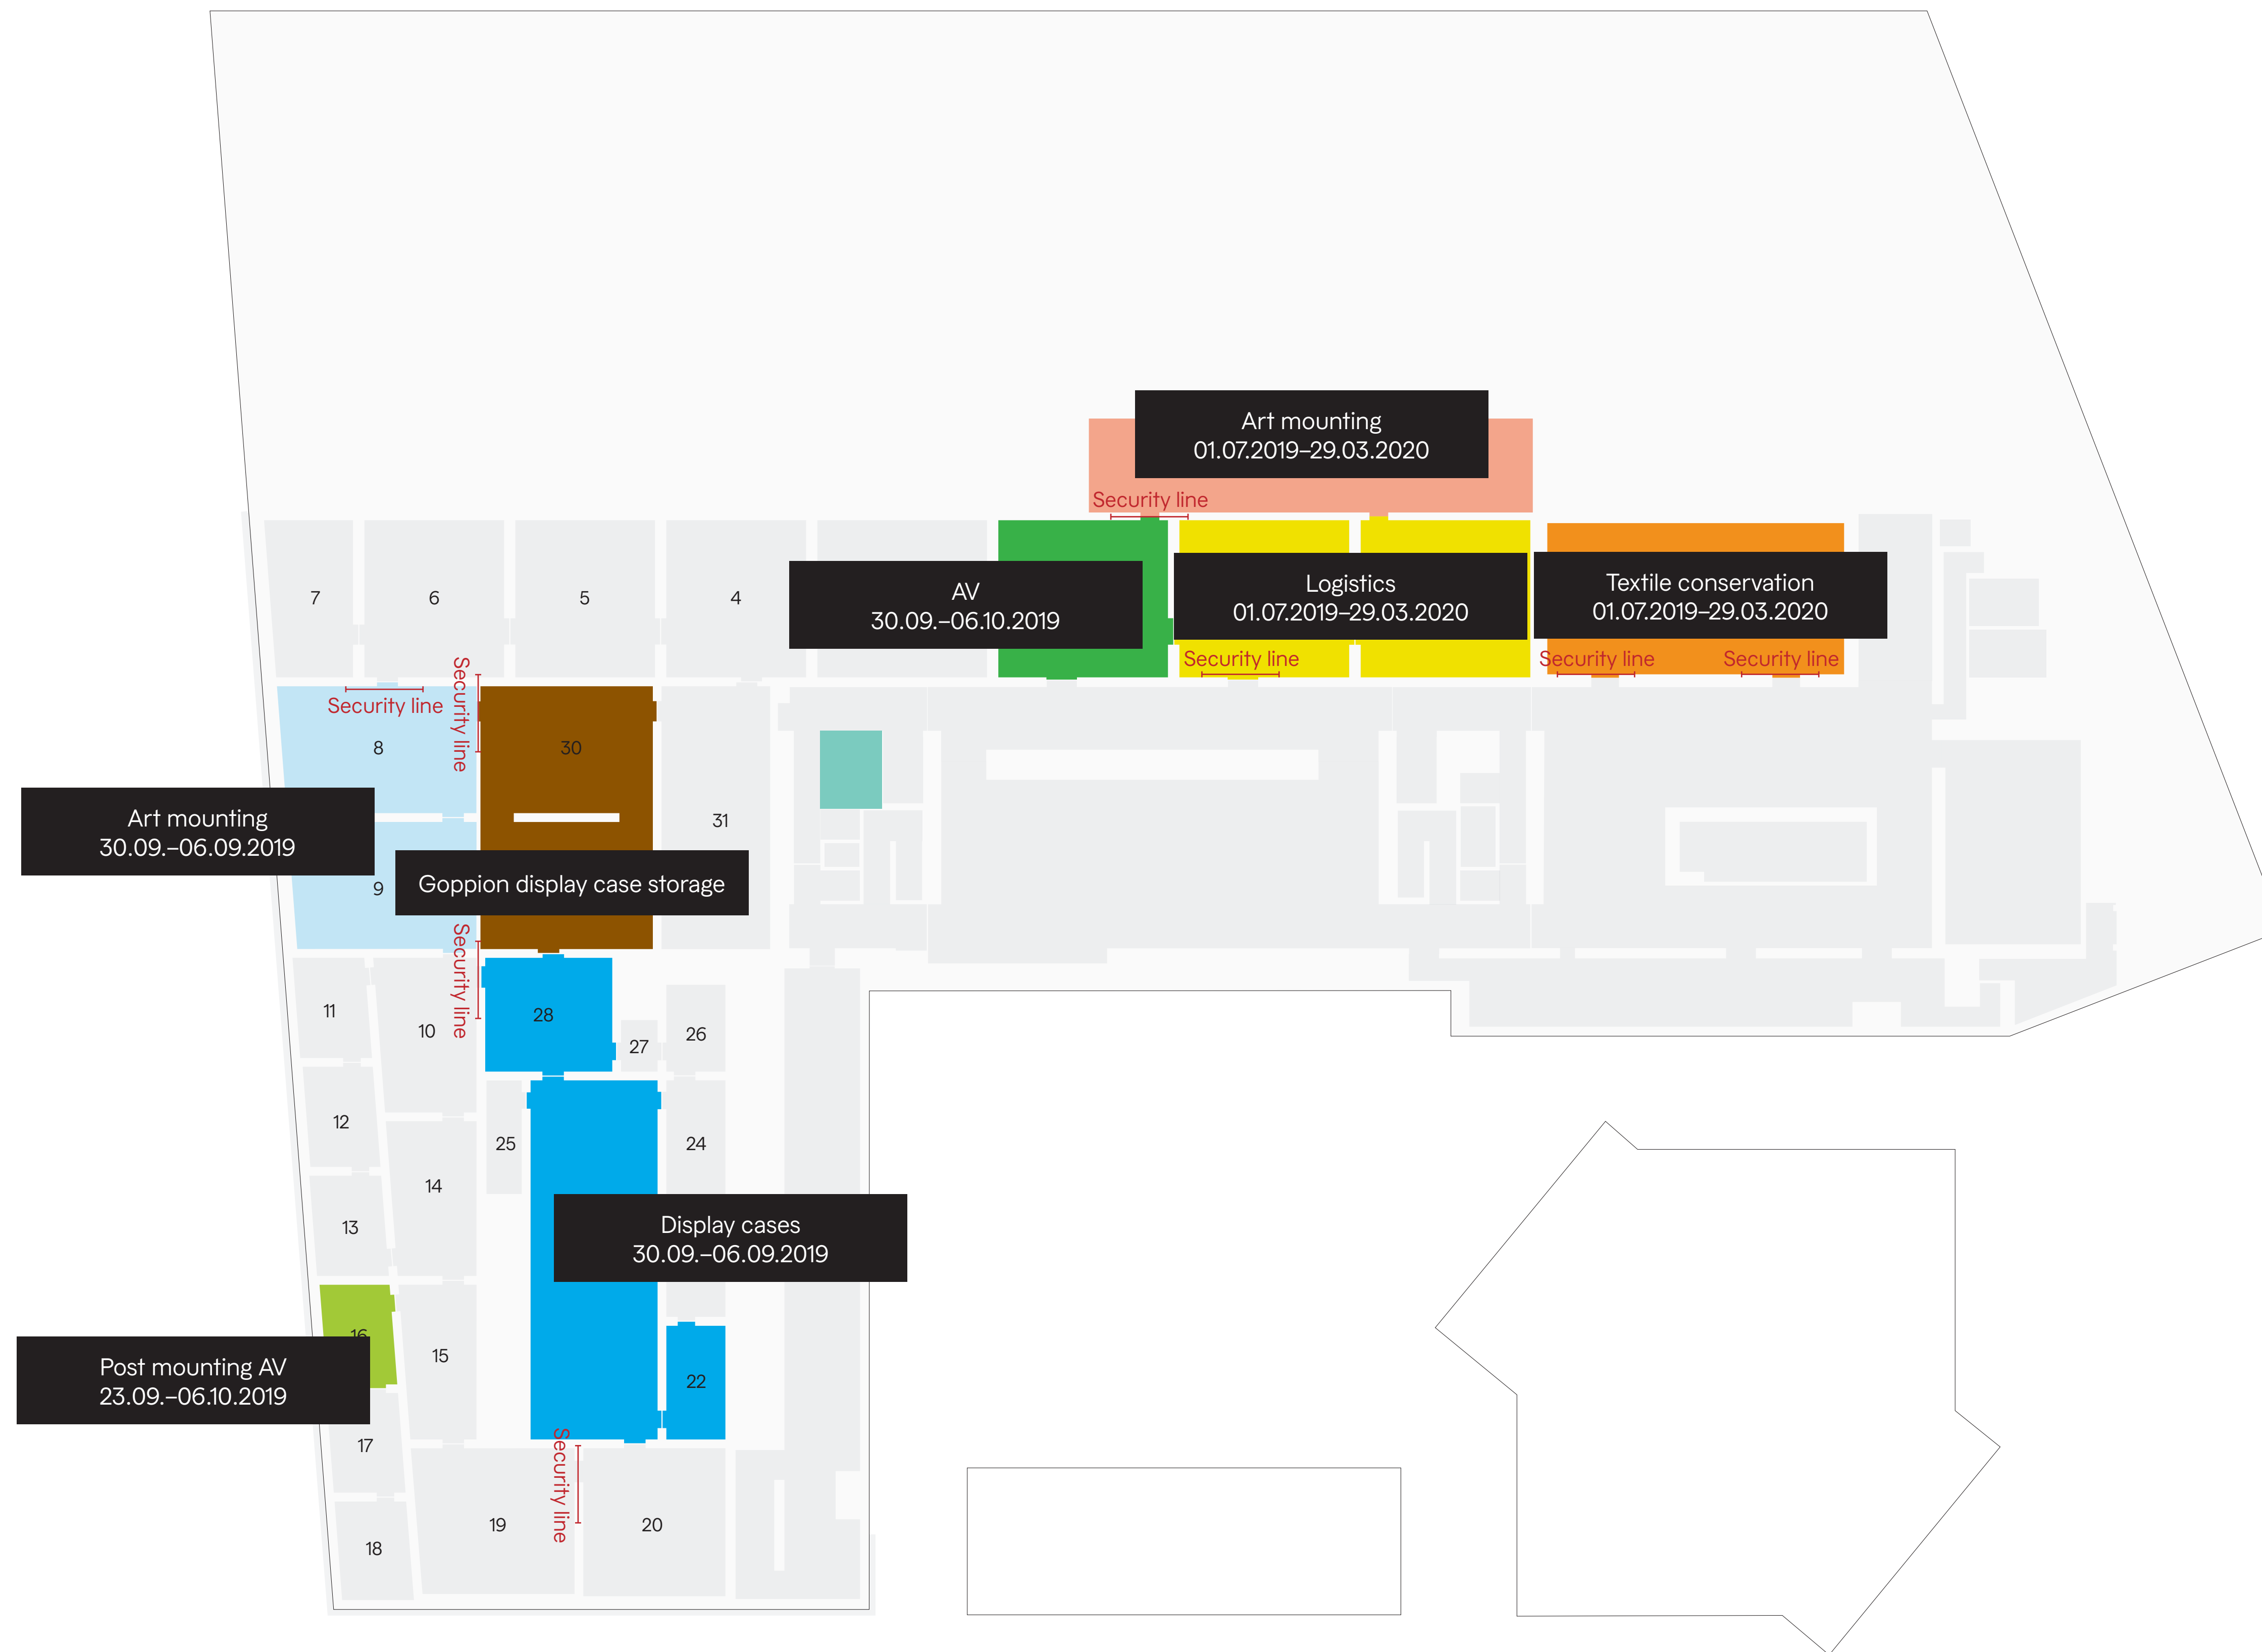 Art mounting
01.07.2019–29.03.2020
Security line
7
6
5
4
AV
30.09.–06.10.2019
Logistics
01.07.2019–29.03.2020
Textile conservation
01.07.2019–29.03.2020
Security line
Security line
Security line
Security line
Security line
8
30
31
Art mounting
30.09.–06.09.2019
9
Goppion display case storage
Security line
11
10
28
27
26
12
25
24
14
13
Display cases
30.09.–06.09.2019
16
15
Post mounting AV
23.09.–06.10.2019
22
17
Security line
19
20
18